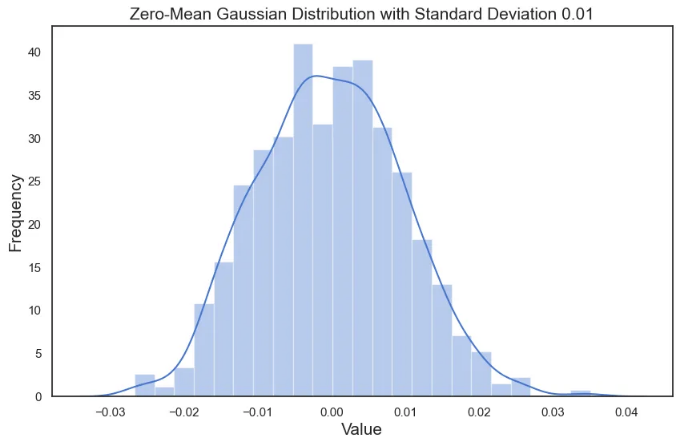 Zero-Mean Gaussian Distribution with Standard Deviation 0.01
40
35
30
25
20
15
10
5
0
Frequency
−0.03 −0.02 −0.01 0.00 0.01 0.02 0.03 0.04
Value